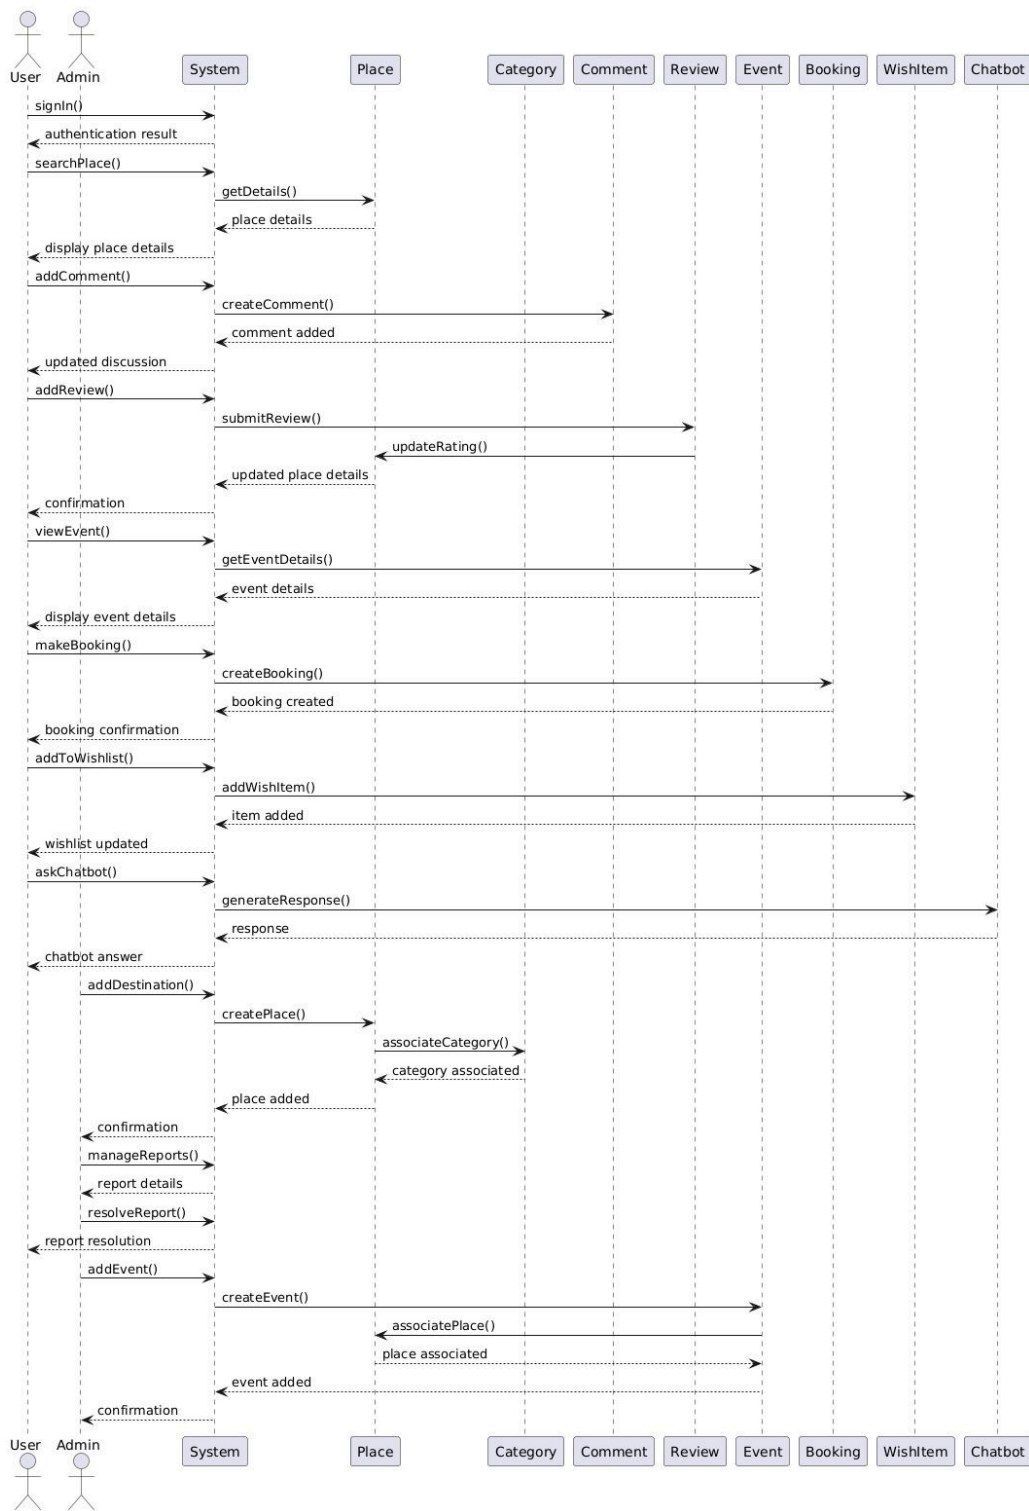 User Admin System Place Category Comment Review Event Booking WishItem Chatbot
signIn()
authentication result
searchPlace()
getDetails()
place details
display place details
addComment()
createComment()
comment added
updated discussion
addReview()
submitReview()
updateRating()
updated place details
confirmation
viewEvent()
getEventDetails()
event details
display event details
makeBooking()
createBooking()
booking created
booking confirmation
addToWishlist()
addWishItem()
item added
wishlist updated
askChatbot()
generateResponse()
response
chatbot answer
addDestination()
createPlace()
associateCategory()
category associated
place added
confirmation
manageReports()
report details
resolveReport()
report resolution
addEvent()
createEvent()
associatePlace()
place associated
event added
confirmation
User Admin System Place Category Comment Review Event Booking WishItem Chatbot